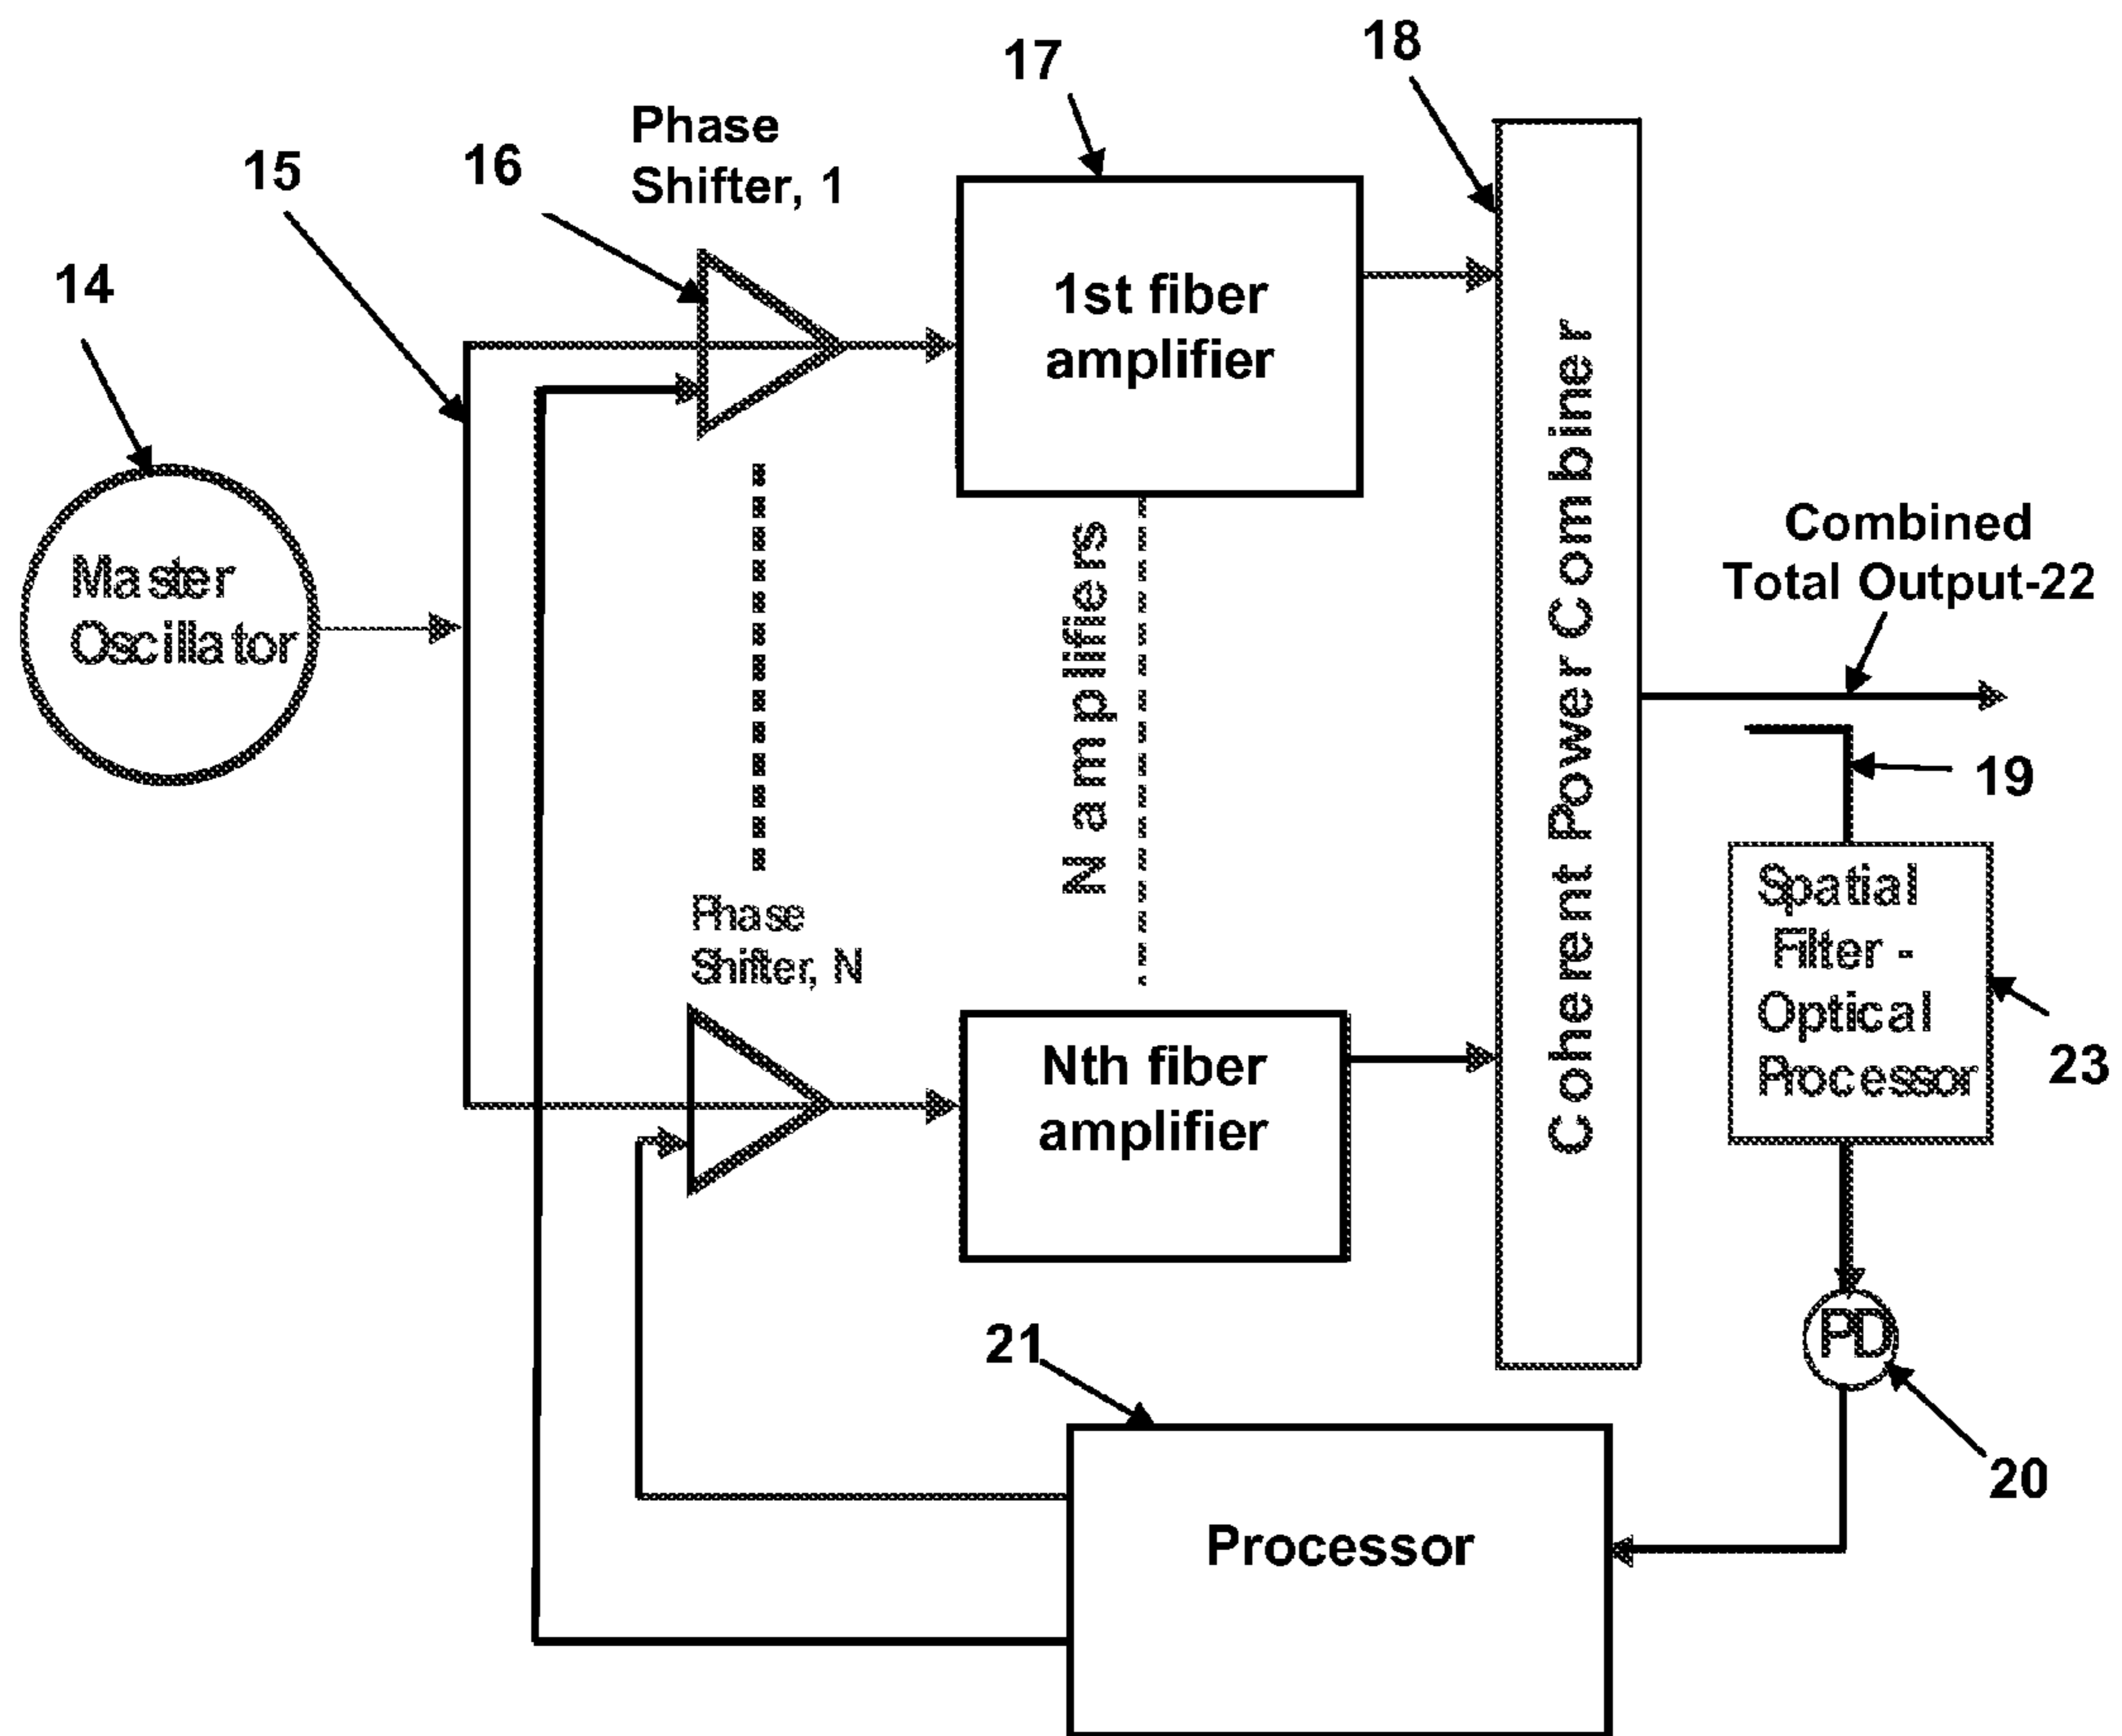 18
17
Phase
Shifter, 1
15
16
14
1st fiber
amplifier
Coherent Power Combiner
Combined
Total Output-22
Master
Oscillator
N amplifiers
19
Spatial
Filter -
Optical
Processor
Phase
Shifter, N
23
Nth fiber
amplifier
PD
21
20
Processor